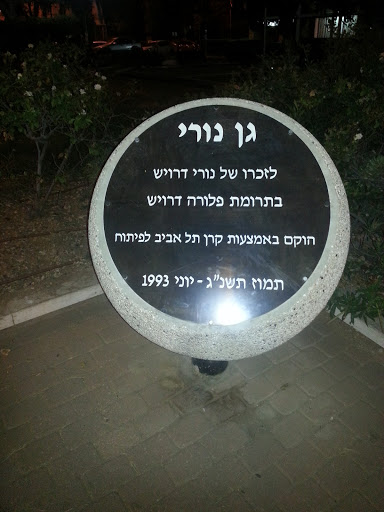 גן נורי
לזכרו של נורי דרויש
בתרומת פלורה דרויש
הוקם באמצעות קרן תל אביב לפיתוח
תמוז תשנ"ג - יוני 1993